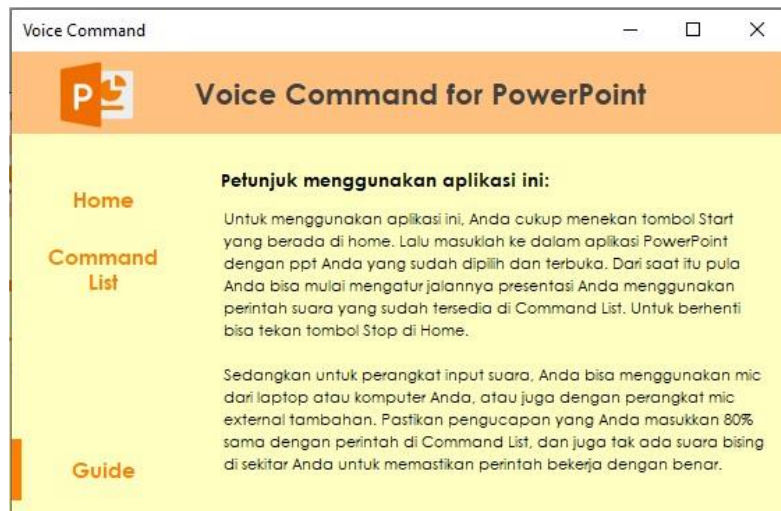 Voice Command
P
Voice Command for PowerPoint
Home
Command
List
Guide
Petunjuk menggunakan aplikasi ini:
Untuk menggunakan aplikasi ini, Anda cukup menekan tombol Start
yang berada di home. Lalu masuklah ke dalam aplikasi PowerPoint
dengan ppt Anda yang sudah dipilih dan terbuka. Dari saat itu pula
Anda bisa mulai mengatur jalannya presentasi Anda menggunakan
perintah suara yang sudah tersedia di Command List. Untuk berhenti
bisa tekan tombol Stop di Home.
Sedangkan untuk perangkat input suara, Anda bisa menggunakan mic
dari laptop atau komputer Anda, atau juga dengan perangkat mic
external tambahan. Pastikan pengucapan yang Anda masukkan 80%
sama dengan perintah di Command List, dan juga tak ada suara bising
di sekitar Anda untuk memastikan perintah bekerja dengan benar.